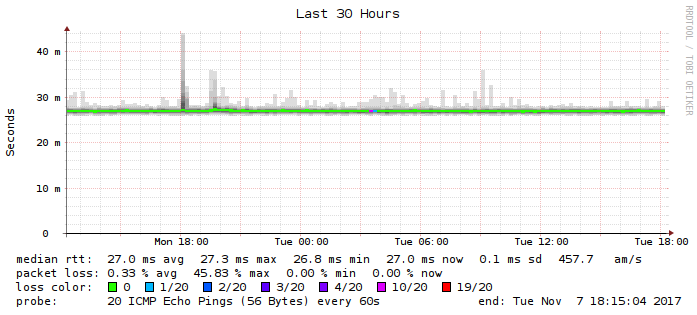 Last 30 Hours
RRDTOOL / TOBI OETIKER
Seconds
40 m
30 m
20 m
10 m
0
Mon 18:00 Tue 00:00 Tue 06:00 Tue 12:00 Tue 18:00
median rtt: 27.0 ms avg 27.3 ms max 26.8 ms min 27.0 ms now 0.1 ms sd 457.7 am/s
packet loss: 0.33 % avg 45.83 % max 0.00 % min 0.00 % now
loss color: 0 1/20 2/20 3/20 4/20 10/20 19/20
probe: 20 ICMP Echo Pings (56 Bytes) every 60s end: Tue Nov 7 18:15:04 2017